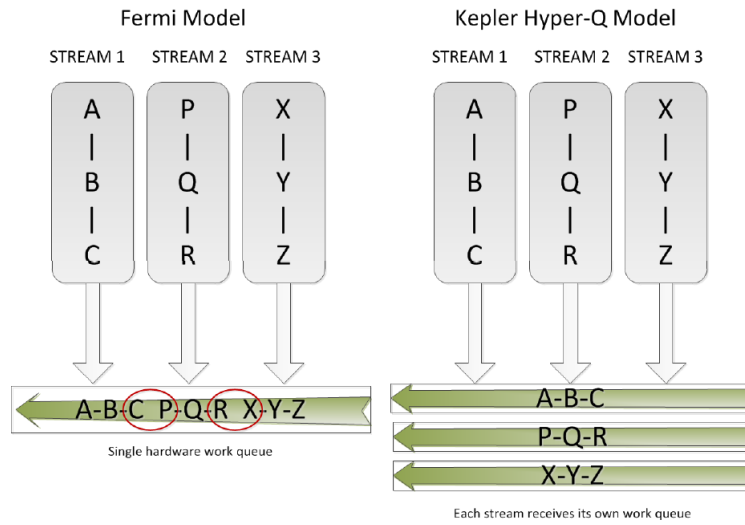 Fermi Model
STREAM 1 STREAM 2 STREAM 3
A P X
| | |
B Q Y
| | |
C R Z
A-B-C P-Q-R X-Y-Z
Single hardware work queue
Kepler Hyper-Q Model
STREAM 1 STREAM 2 STREAM 3
A P X
| | |
B Q Y
| | |
C R Z
A-B-C
P-Q-R
X-Y-Z
Each stream receives its own work queue